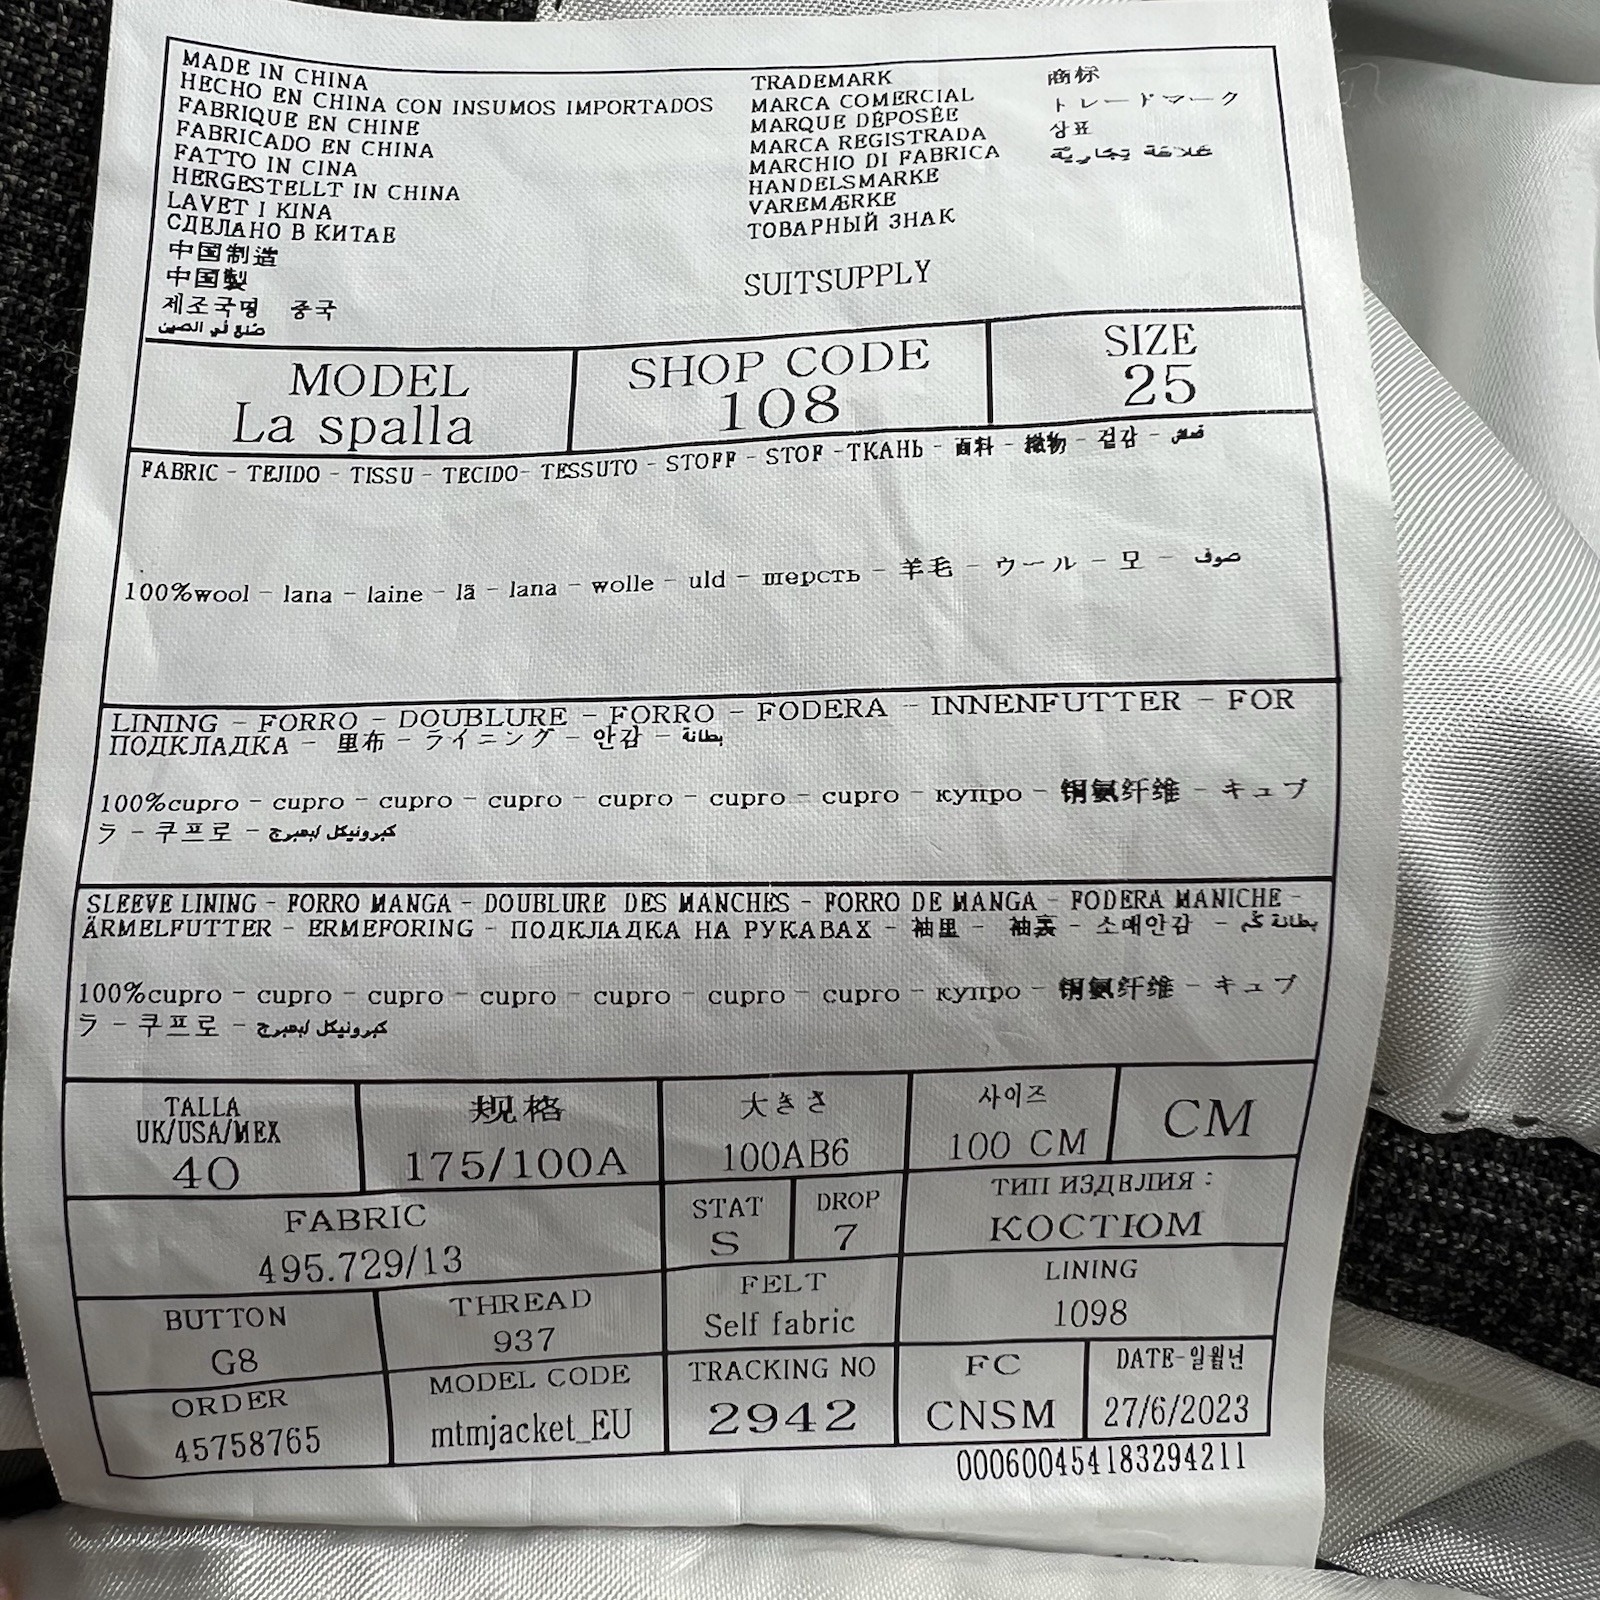 MADE IN CHINA
HECHO EN CHINA CON INSUMOS IMPORTADOS
FABRIQUE EN CHINE
FABRICADO EN CHINA
FATTO IN CINA
HERGESTELLT IN CHINA
LAVET I KINA
СДЕЛАНО В КИТАЕ
中国制造
中国製
제조국명 중국
صنع في الصين
TRADEMARK
MARCA COMERCIAL
MARQUE DÉPOSÉE
MARCA REGISTRADA
MARCHIO DI FABRICA
HANDELSMARKE
VAREMÆRKE
ТОВАРНЫЙ ЗНАК
商标
トレードマーク
상표
علامة تجارية
SUITSUPPLY
MODEL
La spalla
SHOP CODE
108
SIZE
25
FABRIC - TEJIDO - TISSU - TECIDO- TESSUTO - STOFF - STOF -ТКАНЬ - 面料 - 織物 - 겉감 - قماش
100%wool - lana - laine - lã - lana - wolle - uld - шерсть - 羊毛 - ウール - 모 - صوف
LINING - FORRO - DOUBLURE - FORRO - FODERA - INNENFUTTER - FOR
ПОДКЛАДКА - 里布 - ライニング - 안감 - بطانة
100%cupro - cupro - cupro - cupro - cupro - cupro - cupro - купро - 铜氨纤维 - キュプ
ラ - 쿠프로 -
SLEEVE LINING - FORRO MANGA - DOUBLURE DES MANCHES - FORRO DE MANGA - FODERA MANICHE -
ÄRMELFUTTER - ERMEFORING - ПОДКЛАДКА НА РУКАВАХ - 袖里 - 袖裏 - 소매안감 - بطانة كم
100%cupro - cupro - cupro - cupro - cupro - cupro - cupro - купро - 铜氨纤维 - キュプ
ラ - 쿠프로 -
TALLA
UK/USA/MEX
40
规格
175/100A
大きさ
100AB6
사이즈
100 CM
CM
FABRIC
495.729/13
STAT
S
DROP
7
ТИП ИЗДЕЛИЯ :
КОСТЮМ
BUTTON
G8
THREAD
937
FELT
Self fabric
LINING
1098
ORDER
45758765
MODEL CODE
mtmjacket_EU
TRACKING NO
2942
FC
CNSM
DATE-일월년
27/6/2023
000600454183294211